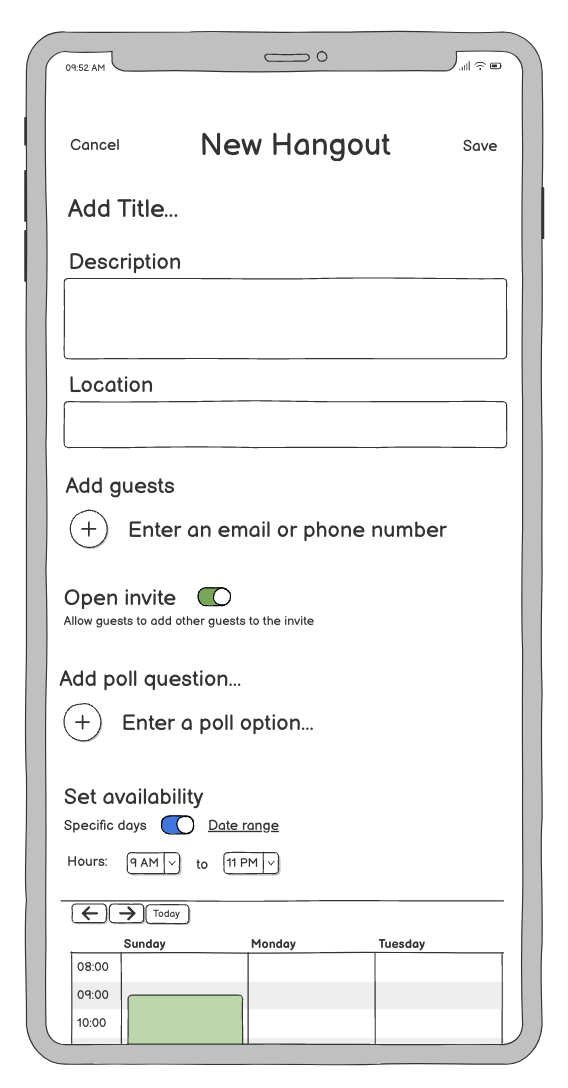 09:52 AM
Cancel New Hangout Save
Add Title...
Description
Location
Add guests
+ Enter an email or phone number
Open invite
Allow guests to add other guests to the invite
Add poll question...
+ Enter a poll option...
Set availability
Specific days Date range
Hours: 9 AM to 11 PM
Today
Sunday Monday Tuesday
08:00
09:00
10:00